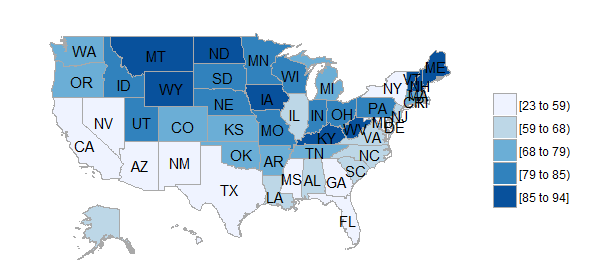 WA
MT
ND
MN
ME
VT
NH
OR
ID
SD
WI
MI
NY
MA
WY
CT
RI
NE
IA
PA
NJ
NV
UT
CO
IL
IN
OH
MD
DE
CA
KS
MO
KY
WV
VA
AZ
NM
OK
AR
TN
NC
SC
TX
LA
MS
AL
GA
FL
[23 to 59)
[59 to 68)
[68 to 79)
[79 to 85)
[85 to 94]